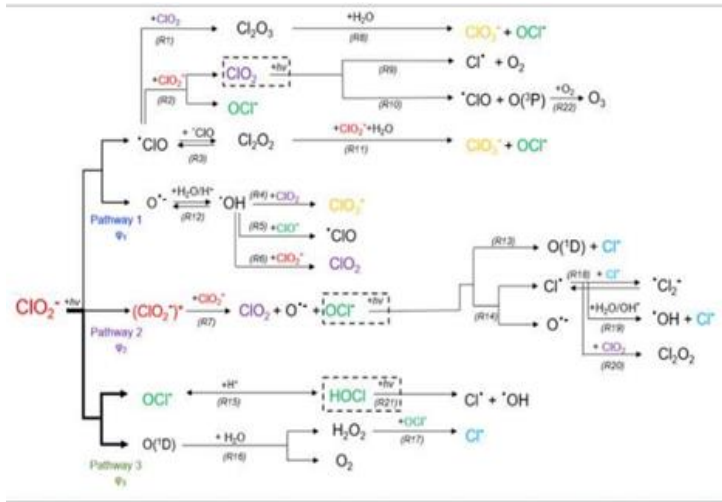 +ClO₂
(R1)
Cl₂O₃
+H₂O
(R8)
ClO₃⁻ + OCl⁻
+ClO₂⁻
(R2)
ClO₂
+hv
(R9)
Cl• + O₂
OCl⁻
(R10)
•ClO + O(³P)
+O₂
(R22)
O₃
•ClO
+ •ClO
(R3)
Cl₂O₂
+ClO₂⁻+H₂O
(R11)
ClO₃⁻ + OCl⁻
O•⁻
+H₂O/H⁺
(R12)
•OH
(R4) +ClO₂
ClO₃⁻
(R5) +ClO⁻
•ClO
(R6) +ClO₂⁻
ClO₂
Pathway 1
φ₁
ClO₂⁻
+hv
(ClO₂⁻)*
+ClO₂⁻
(R7)
ClO₂ + O•⁻ + OCl⁻
+hv
Pathway 2
φ₂
(R13)
O(¹D) + Cl⁻
(R14)
Cl•
(R18) + Cl⁻
•Cl₂⁻
O•⁻
+H₂O/OH⁻
(R19)
•OH + Cl⁻
+ ClO₂
(R20)
Cl₂O₂
OCl⁻
+H⁺
(R15)
HOCl
+hv
(R21)
Cl• + •OH
O(¹D)
+ H₂O
(R16)
H₂O₂
+OCl⁻
(R17)
Cl⁻
O₂
Pathway 3
φ₃